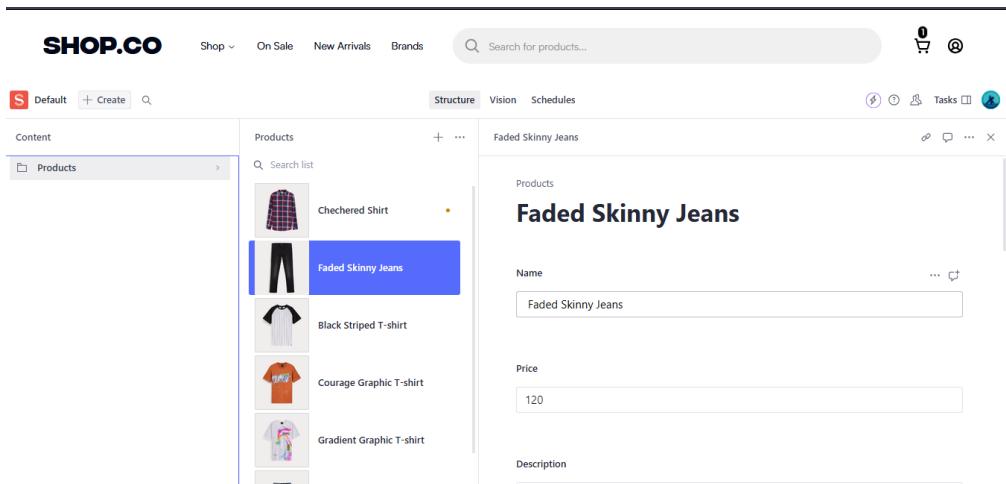 SHOP.CO Shop On Sale New Arrivals Brands Search for products... 1
S Default + Create Structure Vision Schedules Tasks
Content
Products
Products
Search list
Chechered Shirt
Faded Skinny Jeans
Black Striped T-shirt
Courage Graphic T-shirt
Gradient Graphic T-shirt
Faded Skinny Jeans
Products
Faded Skinny Jeans
Name
Faded Skinny Jeans
Price
120
Description